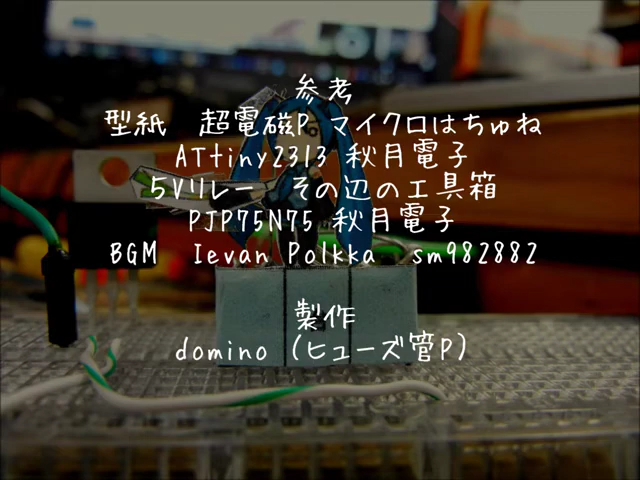 参考
型紙　超電磁P マイクロはちゅね
ATtiny2313 秋月電子
5Vリレー　その辺の工具箱
PJP75N75 秋月電子
BGM　Ievan Polkka　sm982882
製作
domino（ヒューズ管P）